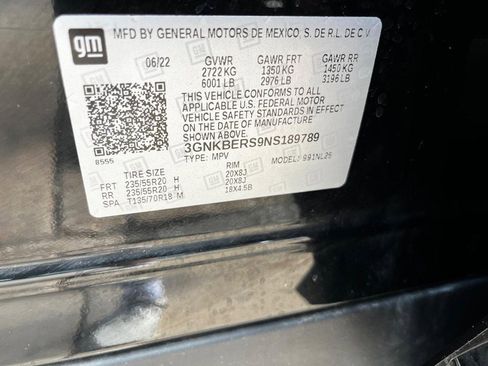 gm
MFD BY GENERAL MOTORS DE MEXICO, S. DE R.L. DE C.V.
06/22 GVWR GAWR FRT GAWR RR
2722 KG 1350 KG 1450 KG
6001 LB 2976 LB 3196 LB
THIS VEHICLE CONFORMS TO ALL
APPLICABLE U.S. FEDERAL MOTOR
VEHICLE SAFETY STANDARDS IN EFFECT
ON THE DATE OF MANUFACTURE SHOWN ABOVE.
3GNKBERS9NS189789
8555 TYPE: MPV MODEL: 991NL26
TIRE SIZE RIM
FRT 235/55R20 H 20X8J
RR 235/55R20 H 20X8J
SPA T135/70R18 M 18X4.5B